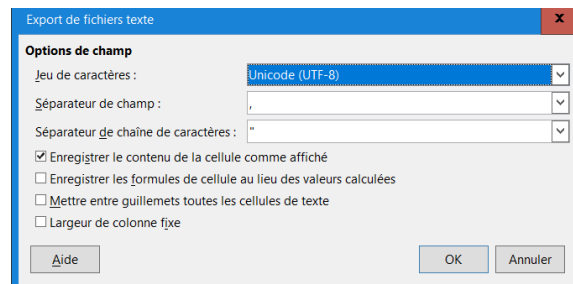 Export de fichiers texte
Options de champ
Jeu de caractères : Unicode (UTF-8)
Séparateur de champ : ,
Séparateur de chaîne de caractères : "
Enregistrer le contenu de la cellule comme affiché
Enregistrer les formules de cellule au lieu des valeurs calculées
Mettre entre guillemets toutes les cellules de texte
Largeur de colonne fixe
Aide OK Annuler